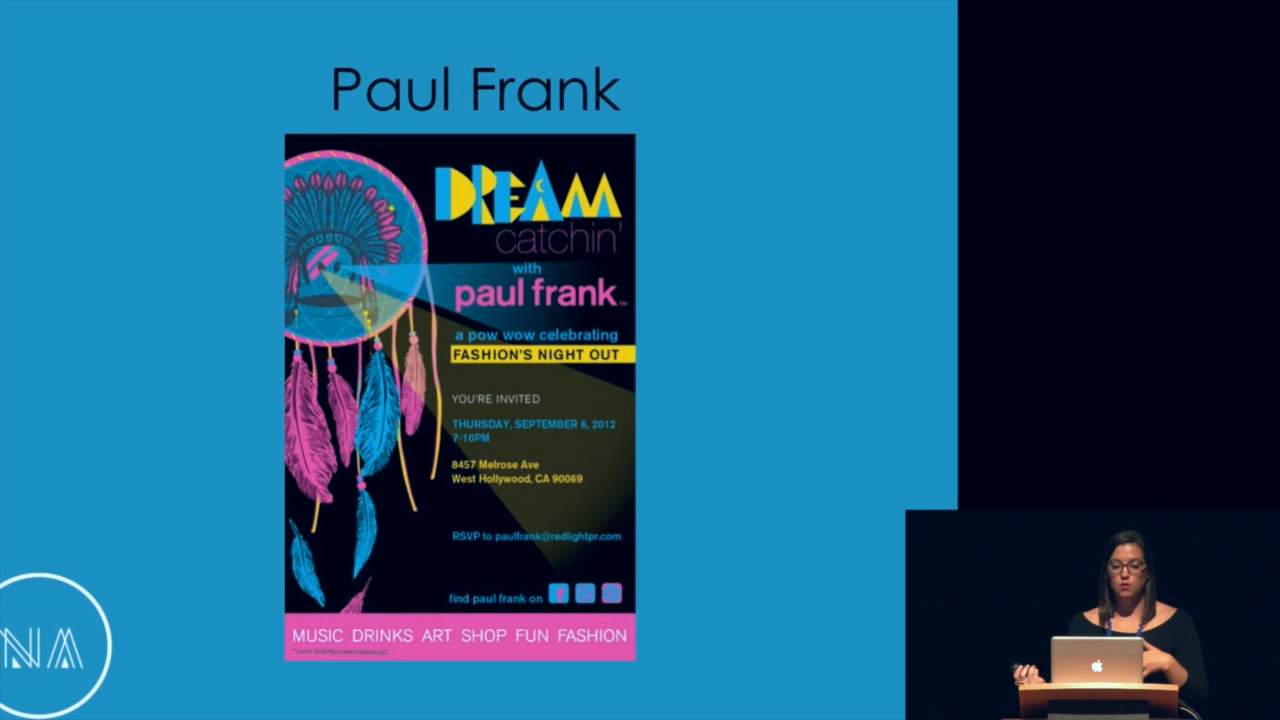 Paul Frank
DREAM
catchin'
with
paul frank™
a pow wow celebrating
FASHION'S NIGHT OUT
YOU'RE INVITED
THURSDAY, SEPTEMBER 6, 2012
7-10PM
8457 Melrose Ave
West Hollywood, CA 90069
RSVP to paulfrank@redlightpr.com
find paul frank on
MUSIC DRINKS ART SHOP FUN FASHION
NA